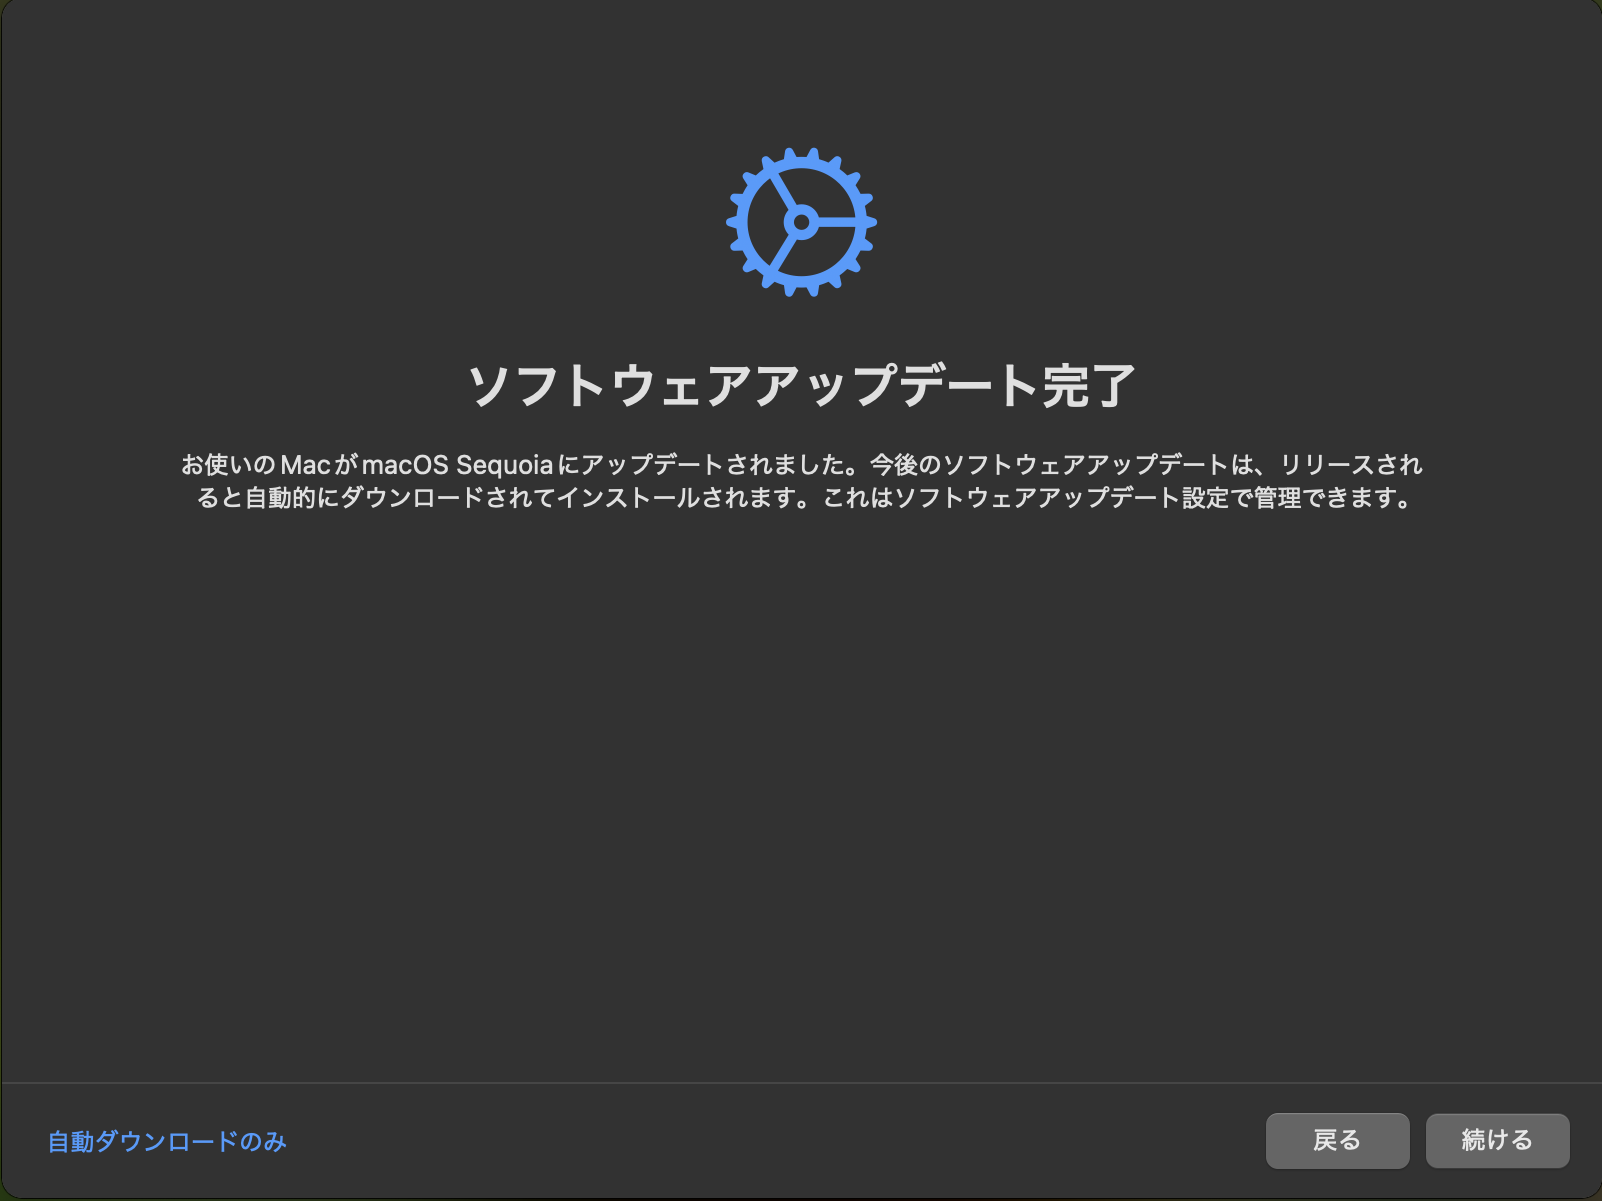 ソフトウェアアップデート完了
お使いのMacがmacOS Sequoiaにアップデートされました。今後のソフトウェアアップデートは、リリースされ
ると自動的にダウンロードされてインストールされます。これはソフトウェアアップデート設定で管理できます。
自動ダウンロードのみ
戻る
続ける